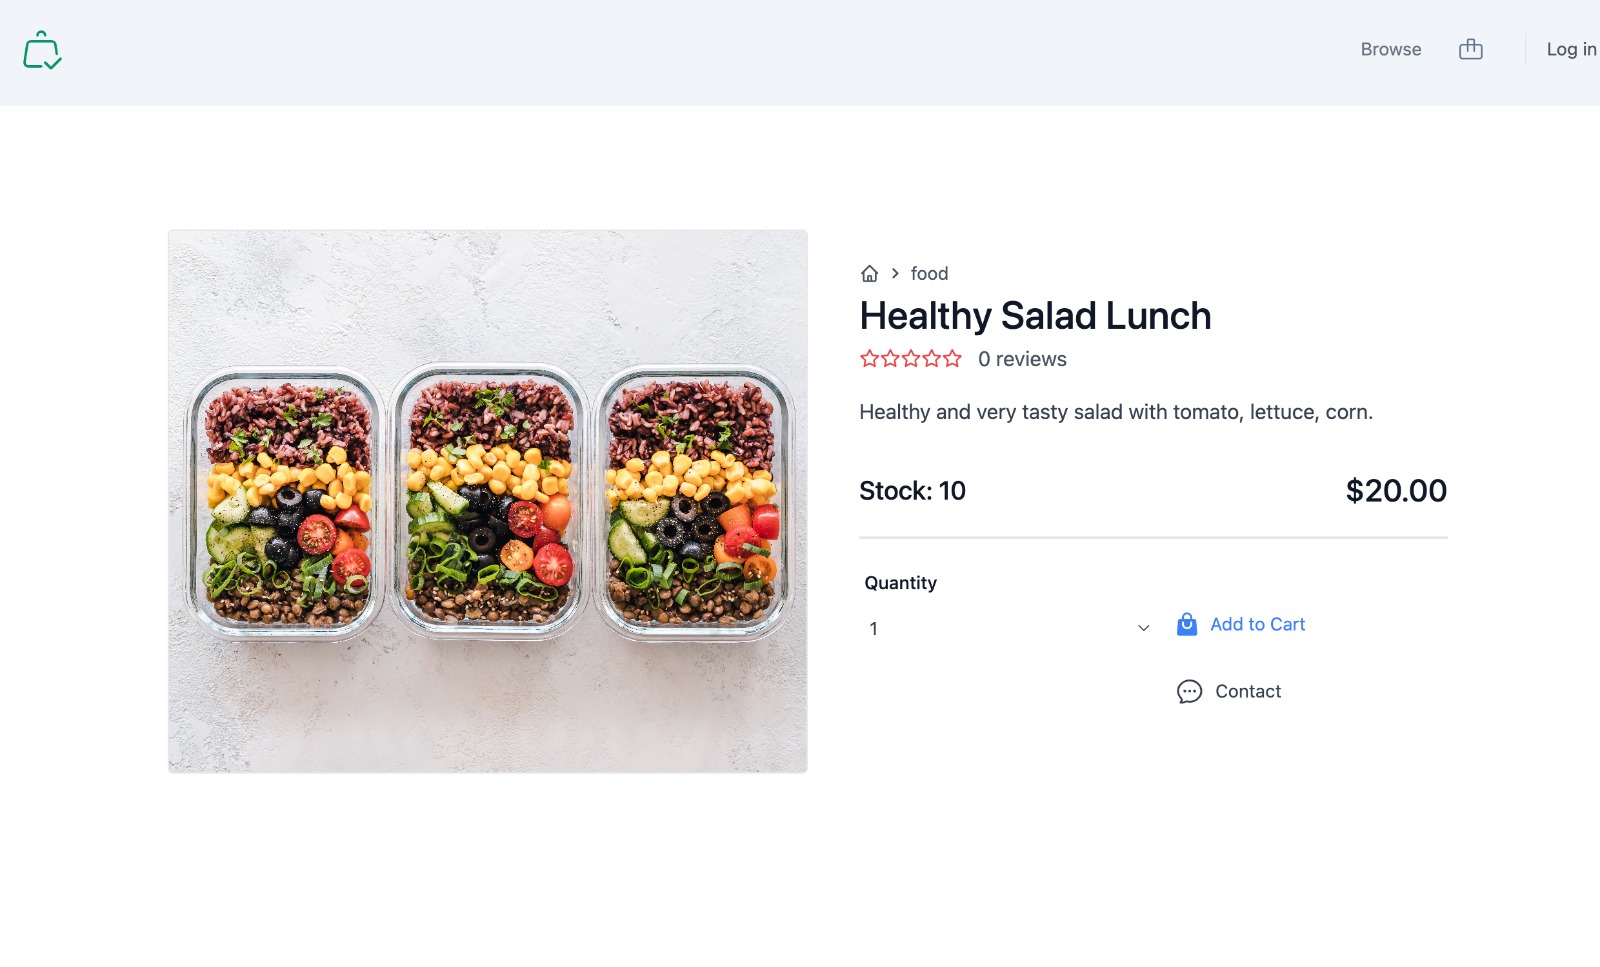 Browse
Log in
food
Healthy Salad Lunch
0 reviews
Healthy and very tasty salad with tomato, lettuce, corn.
Stock: 10 $20.00
Quantity
1
Add to Cart
Contact